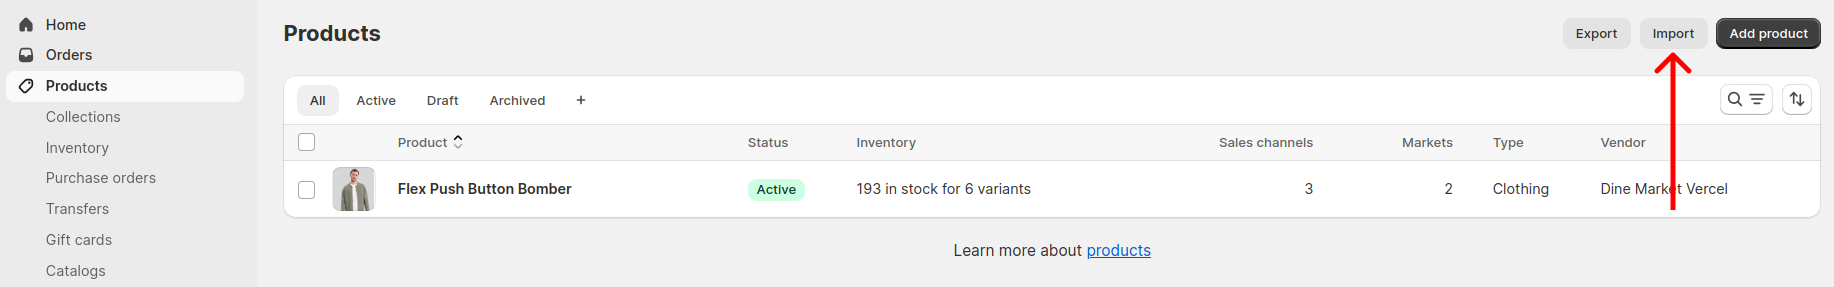 Home
Orders
Products
Collections
Inventory
Purchase orders
Transfers
Gift cards
Catalogs
Products
Export Import Add product
All Active Draft Archived +
Product Status Inventory Sales channels Markets Type Vendor
Flex Push Button Bomber Active 193 in stock for 6 variants 3 2 Clothing Dine Market Vercel
Learn more about products